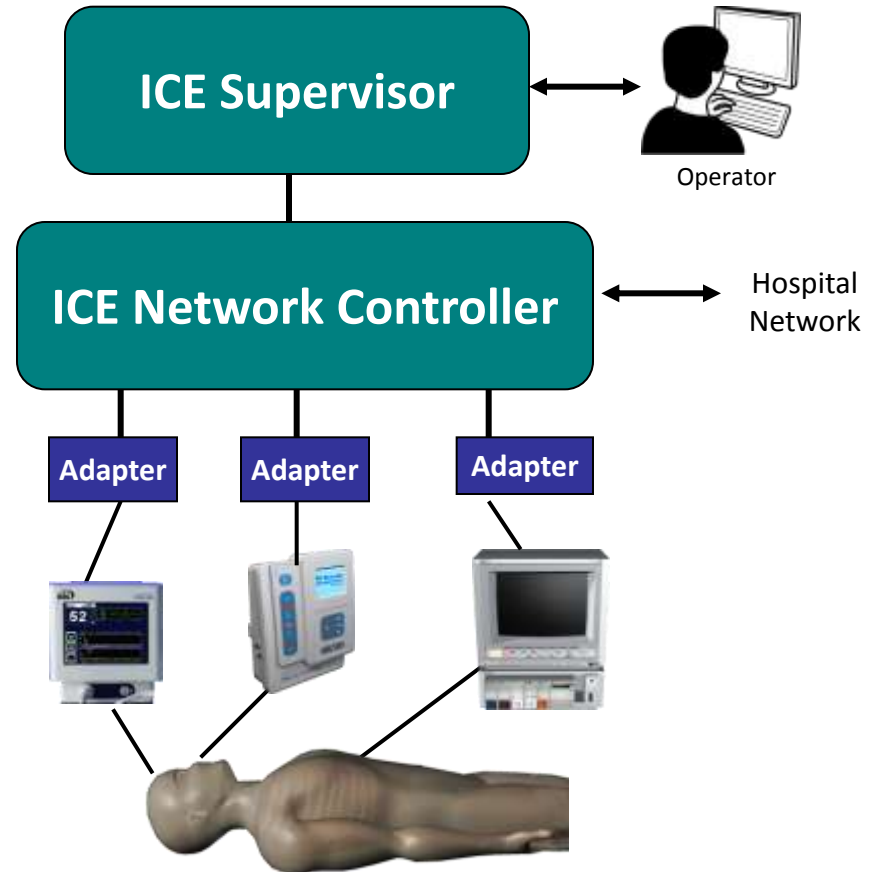 ICE Supervisor
Operator
ICE Network Controller
Hospital
Network
Adapter
Adapter
Adapter
52